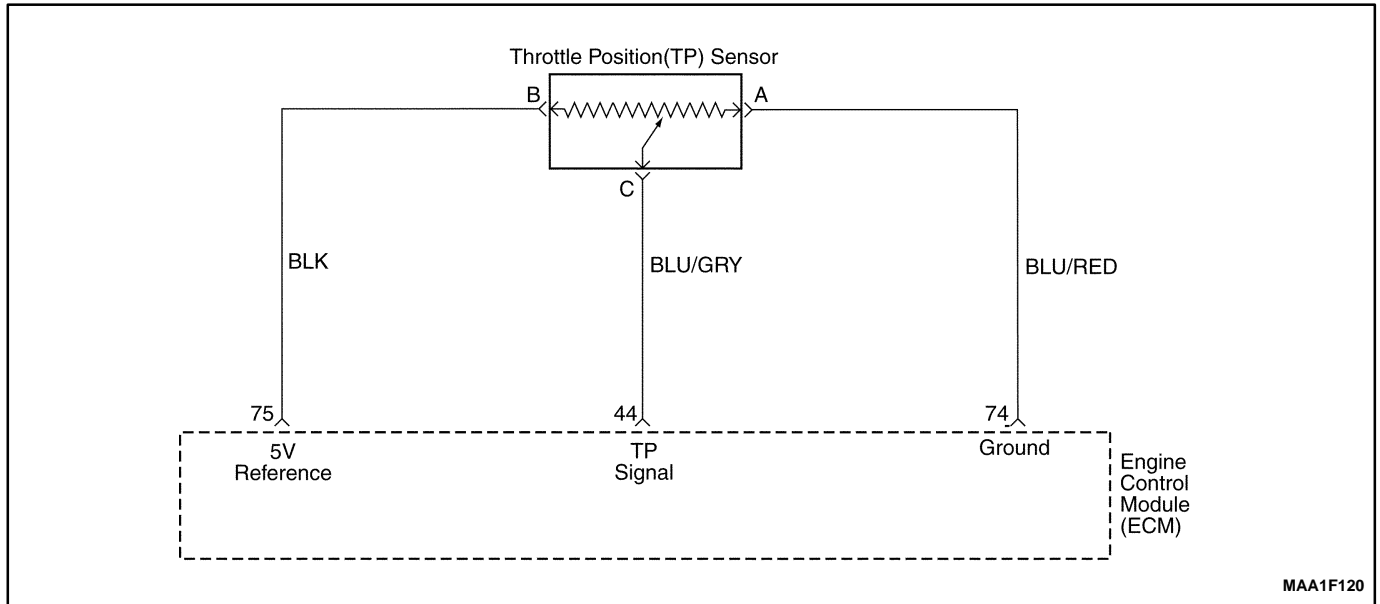 Throttle Position(TP) Sensor
B
A
C
BLK
BLU/GRY
BLU/RED
75
44
74
5V
Reference
TP
Signal
Ground
Engine
Control
Module
(ECM)
MAA1F120